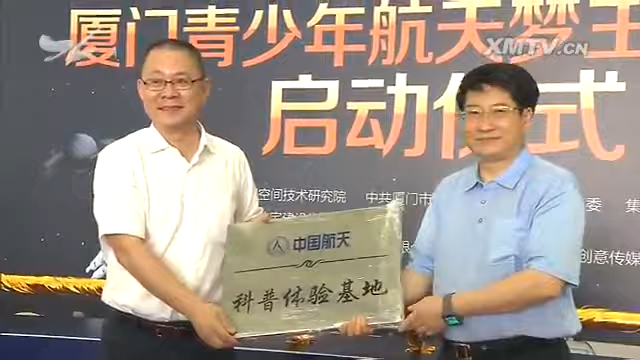 厦门青少年航天梦主
XMTV.CN
启动仪式
空间技术研究院 中共厦门市 委 集
创意传媒
中国航天
科普体验基地